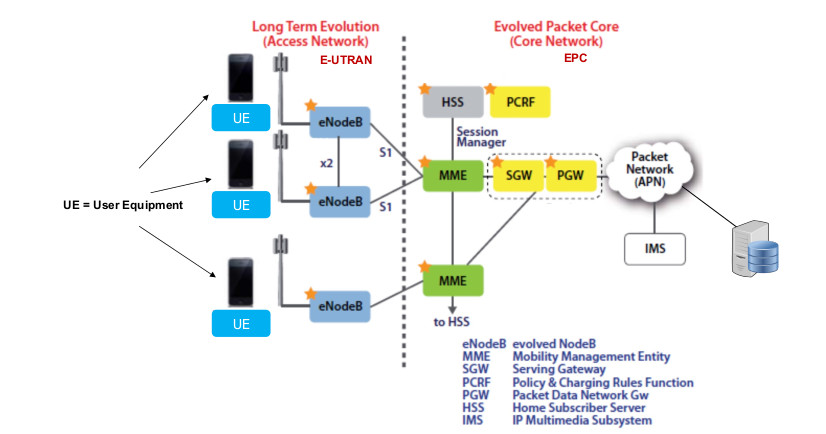 Long Term Evolution
(Access Network)
E-UTRAN
Evolved Packet Core
(Core Network)
EPC
UE
eNodeB
HSS
PCRF
Session
Manager
x2
S1
UE = User Equipment
UE
eNodeB
S1
MME
SGW
PGW
Packet
Network
(APN)
IMS
UE
eNodeB
MME
to HSS
eNodeB evolved NodeB
MME Mobility Management Entity
SGW Serving Gateway
PCRF Policy & Charging Rules Function
PGW Packet Data Network Gw
HSS Home Subscriber Server
IMS IP Multimedia Subsystem